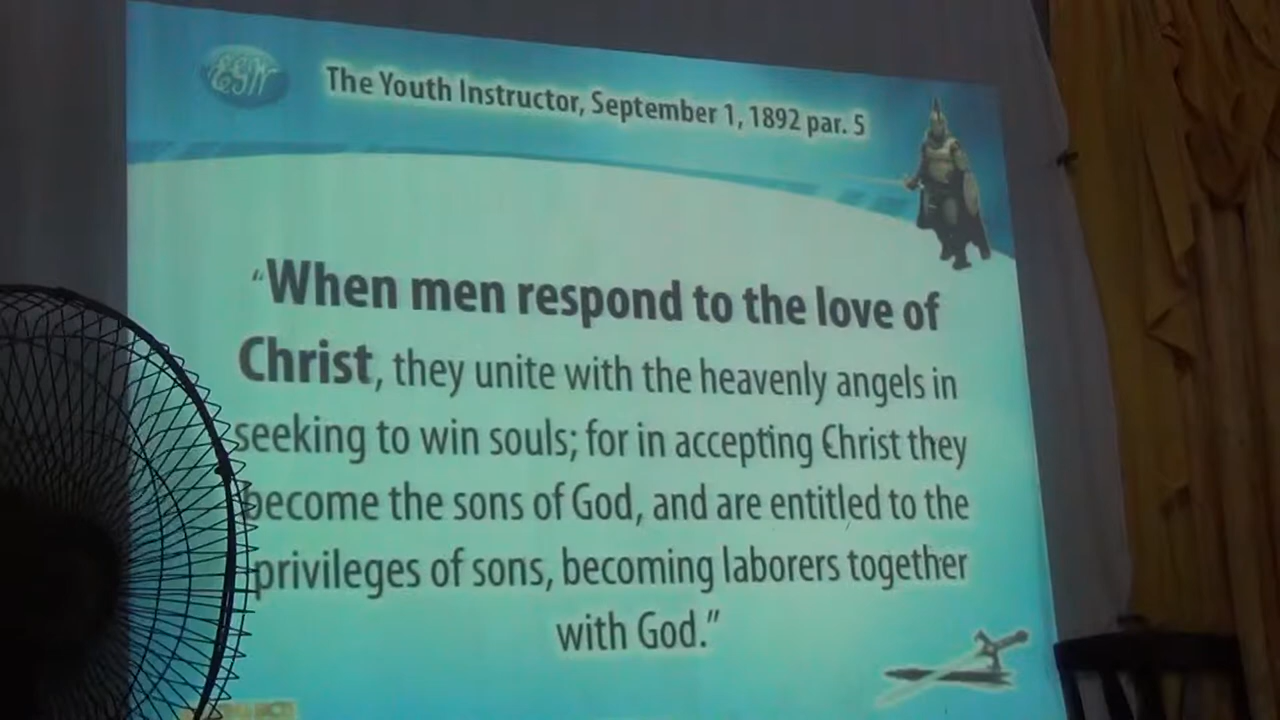 EGW
The Youth Instructor, September 1, 1892 par. 5
“When men respond to the love of
Christ, they unite with the heavenly angels in
seeking to win souls; for in accepting Christ they
become the sons of God, and are entitled to the
privileges of sons, becoming laborers together
with God.”